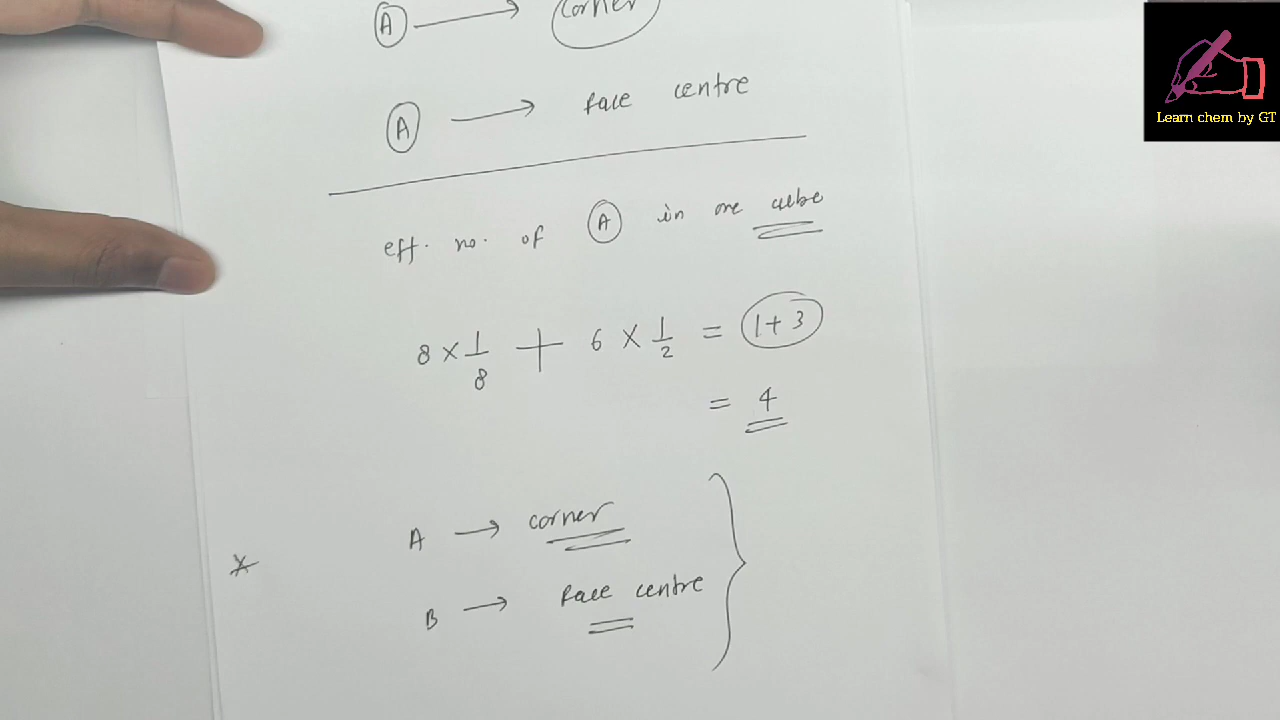 A → corner
A → face centre
eff. no. of A in one cube
8 × 1/8 + 6 × 1/2 = 1+3
= 4
* A → corner
B → face centre
Learn chem by GT